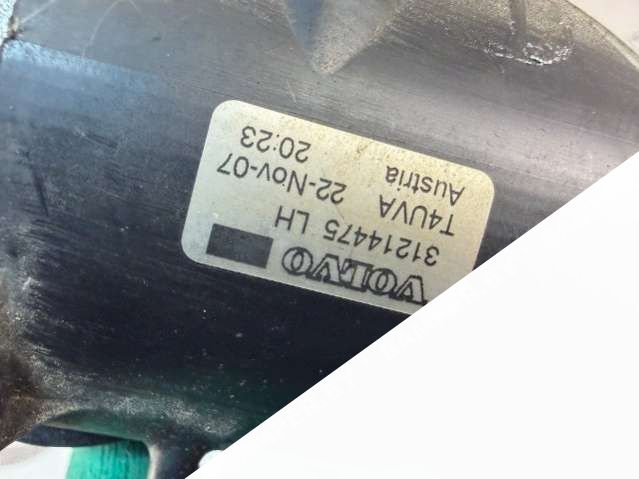 VOLVO
31214475 LH
T4UVA 22-Nov-07
Austria 20:23